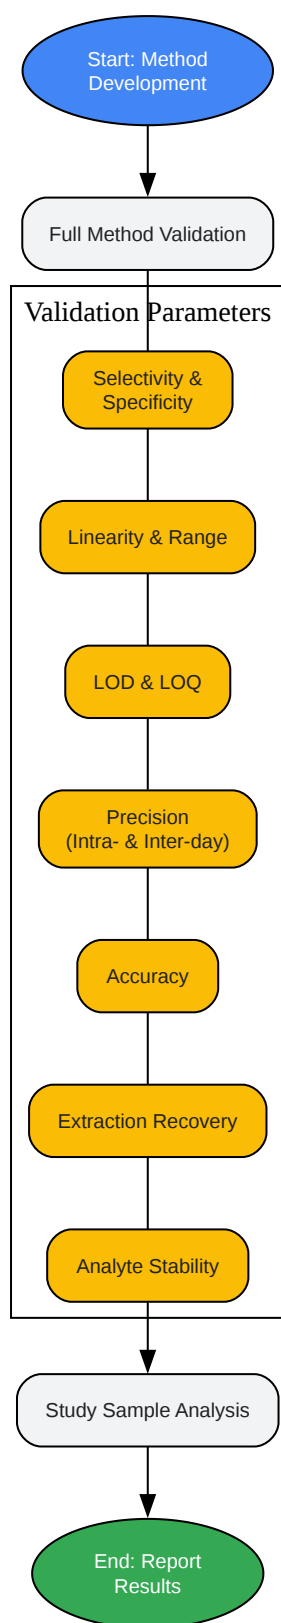 Start: Method
Development
Full Method Validation
Validation Parameters
Selectivity &
Specificity
Linearity & Range
LOD & LOQ
Precision
(Intra- & Inter-day)
Accuracy
Extraction Recovery
Analyte Stability
Study Sample Analysis
End: Report
Results